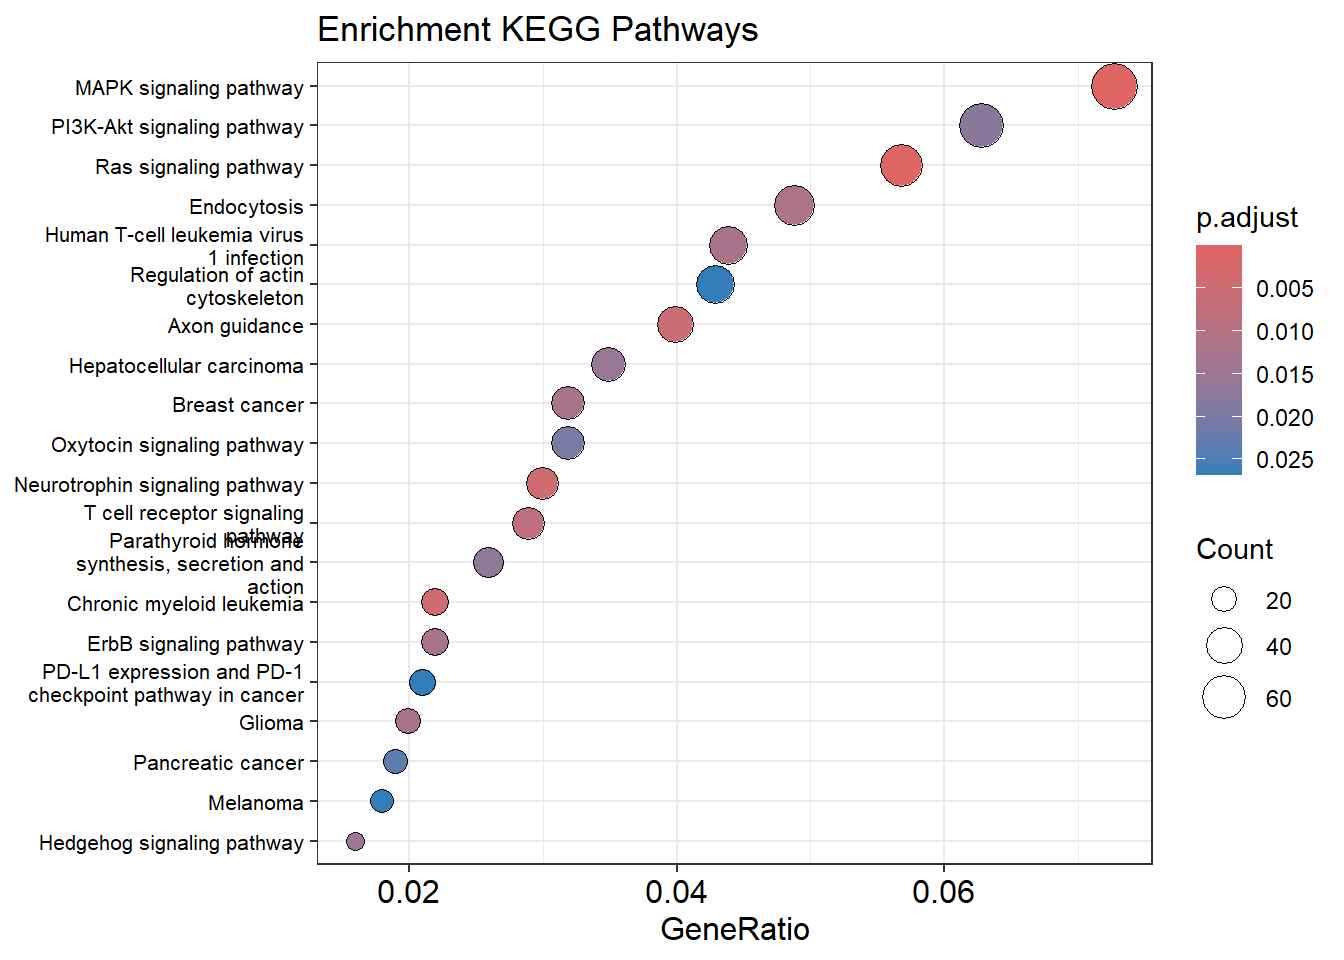 Enrichment KEGG Pathways
MAPK signaling pathway
PI3K-Akt signaling pathway
Ras signaling pathway
Endocytosis
Human T-cell leukemia virus
1 infection
Regulation of actin
cytoskeleton
Axon guidance
Hepatocellular carcinoma
Breast cancer
Oxytocin signaling pathway
Neurotrophin signaling pathway
T cell receptor signaling
pathway
Parathyroid hormone
synthesis, secretion and
action
Chronic myeloid leukemia
ErbB signaling pathway
PD-L1 expression and PD-1
checkpoint pathway in cancer
Glioma
Pancreatic cancer
Melanoma
Hedgehog signaling pathway
0.02
0.04
0.06
GeneRatio
p.adjust
0.005
0.010
0.015
0.020
0.025
Count
20
40
60